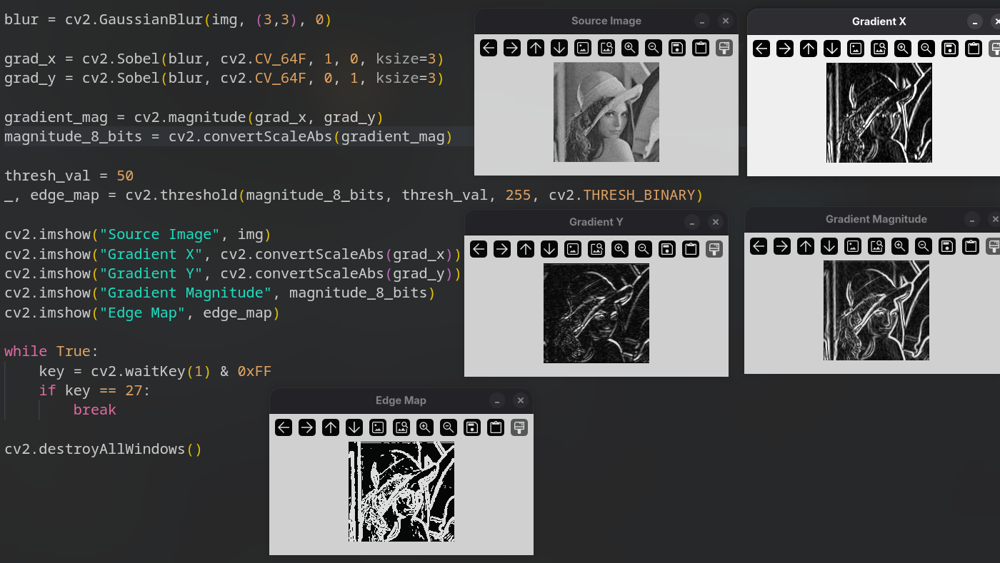 blur = cv2.GaussianBlur(img, (3,3), 0)
grad_x = cv2.Sobel(blur, cv2.CV_64F, 1, 0, ksize=3)
grad_y = cv2.Sobel(blur, cv2.CV_64F, 0, 1, ksize=3)
gradient_mag = cv2.magnitude(grad_x, grad_y)
magnitude_8_bits = cv2.convertScaleAbs(gradient_mag)
thresh_val = 50
_, edge_map = cv2.threshold(magnitude_8_bits, thresh_val, 255, cv2.THRESH_BINARY)
cv2.imshow("Source Image", img)
cv2.imshow("Gradient X", cv2.convertScaleAbs(grad_x))
cv2.imshow("Gradient Y", cv2.convertScaleAbs(grad_y))
cv2.imshow("Gradient Magnitude", magnitude_8_bits)
cv2.imshow("Edge Map", edge_map)
while True:
    key = cv2.waitKey(1) & 0xFF
    if key == 27:
        break
cv2.destroyAllWindows()
Source Image
Gradient X
Gradient Y
Gradient Magnitude
Edge Map